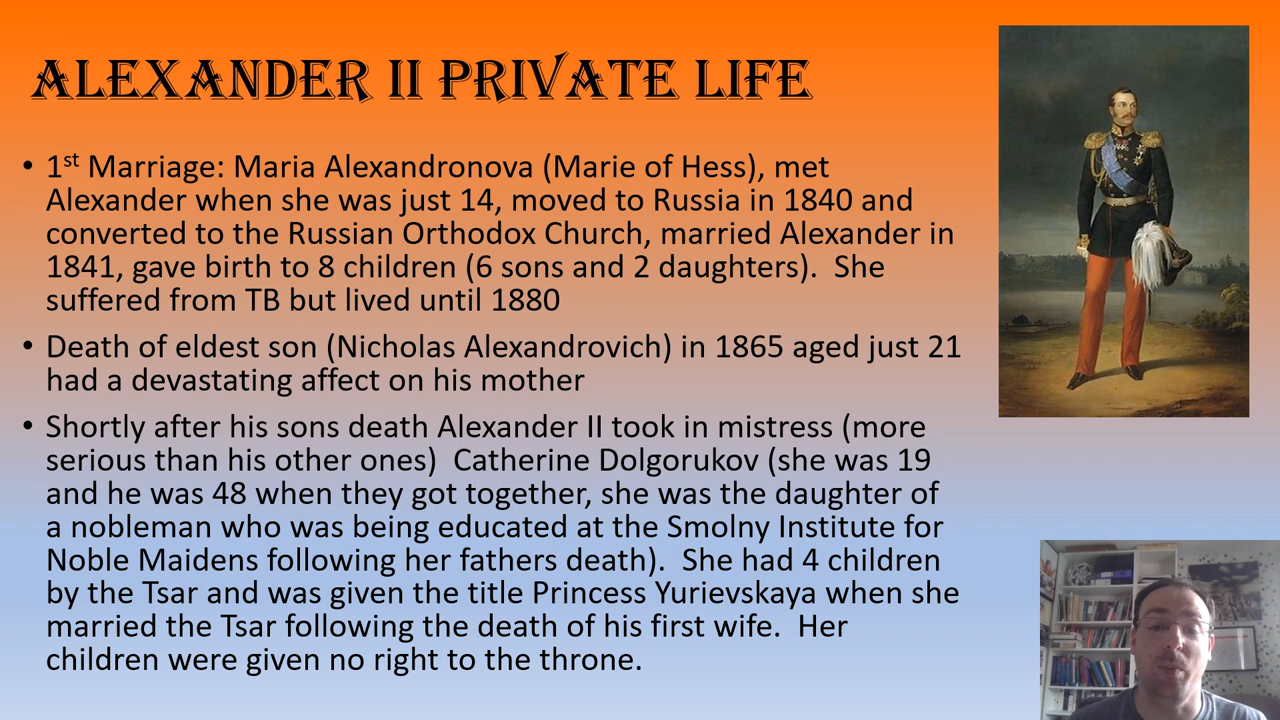 ALEXANDER II PRIVATE LIFE
• 1st Marriage: Maria Alexandronova (Marie of Hess), met
Alexander when she was just 14, moved to Russia in 1840 and
converted to the Russian Orthodox Church, married Alexander in
1841, gave birth to 8 children (6 sons and 2 daughters).  She
suffered from TB but lived until 1880
• Death of eldest son (Nicholas Alexandrovich) in 1865 aged just 21
had a devastating affect on his mother
• Shortly after his sons death Alexander II took in mistress (more
serious than his other ones)  Catherine Dolgorukov (she was 19
and he was 48 when they got together, she was the daughter of
a nobleman who was being educated at the Smolny Institute for
Noble Maidens following her fathers death).  She had 4 children
by the Tsar and was given the title Princess Yurievskaya when she
married the Tsar following the death of his first wife.  Her
children were given no right to the throne.